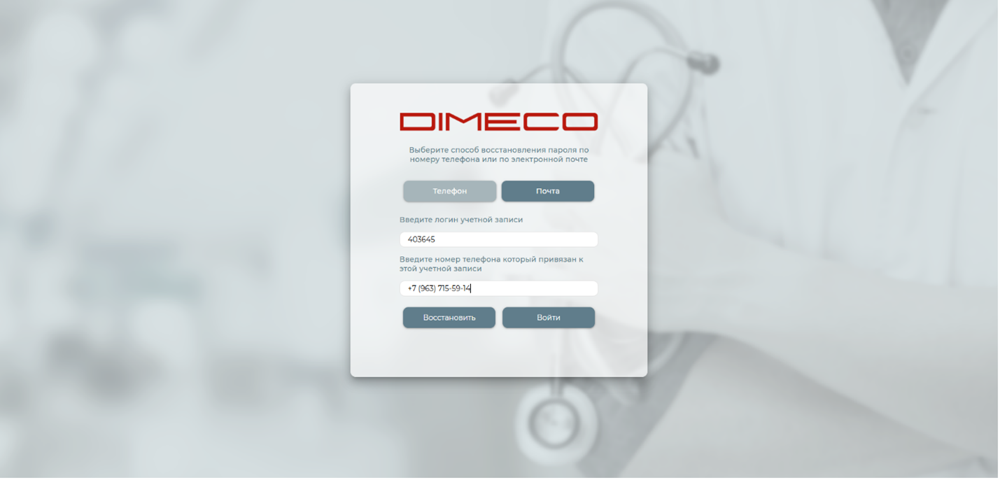 DIMECO
Выберите способ восстановления пароля по
номеру телефона или по электронной почте
Телефон
Почта
Введите логин учетной записи
403645
Введите номер телефона который привязан к
этой учетной записи
+7 (963) 715-59-14
Восстановить
Войти